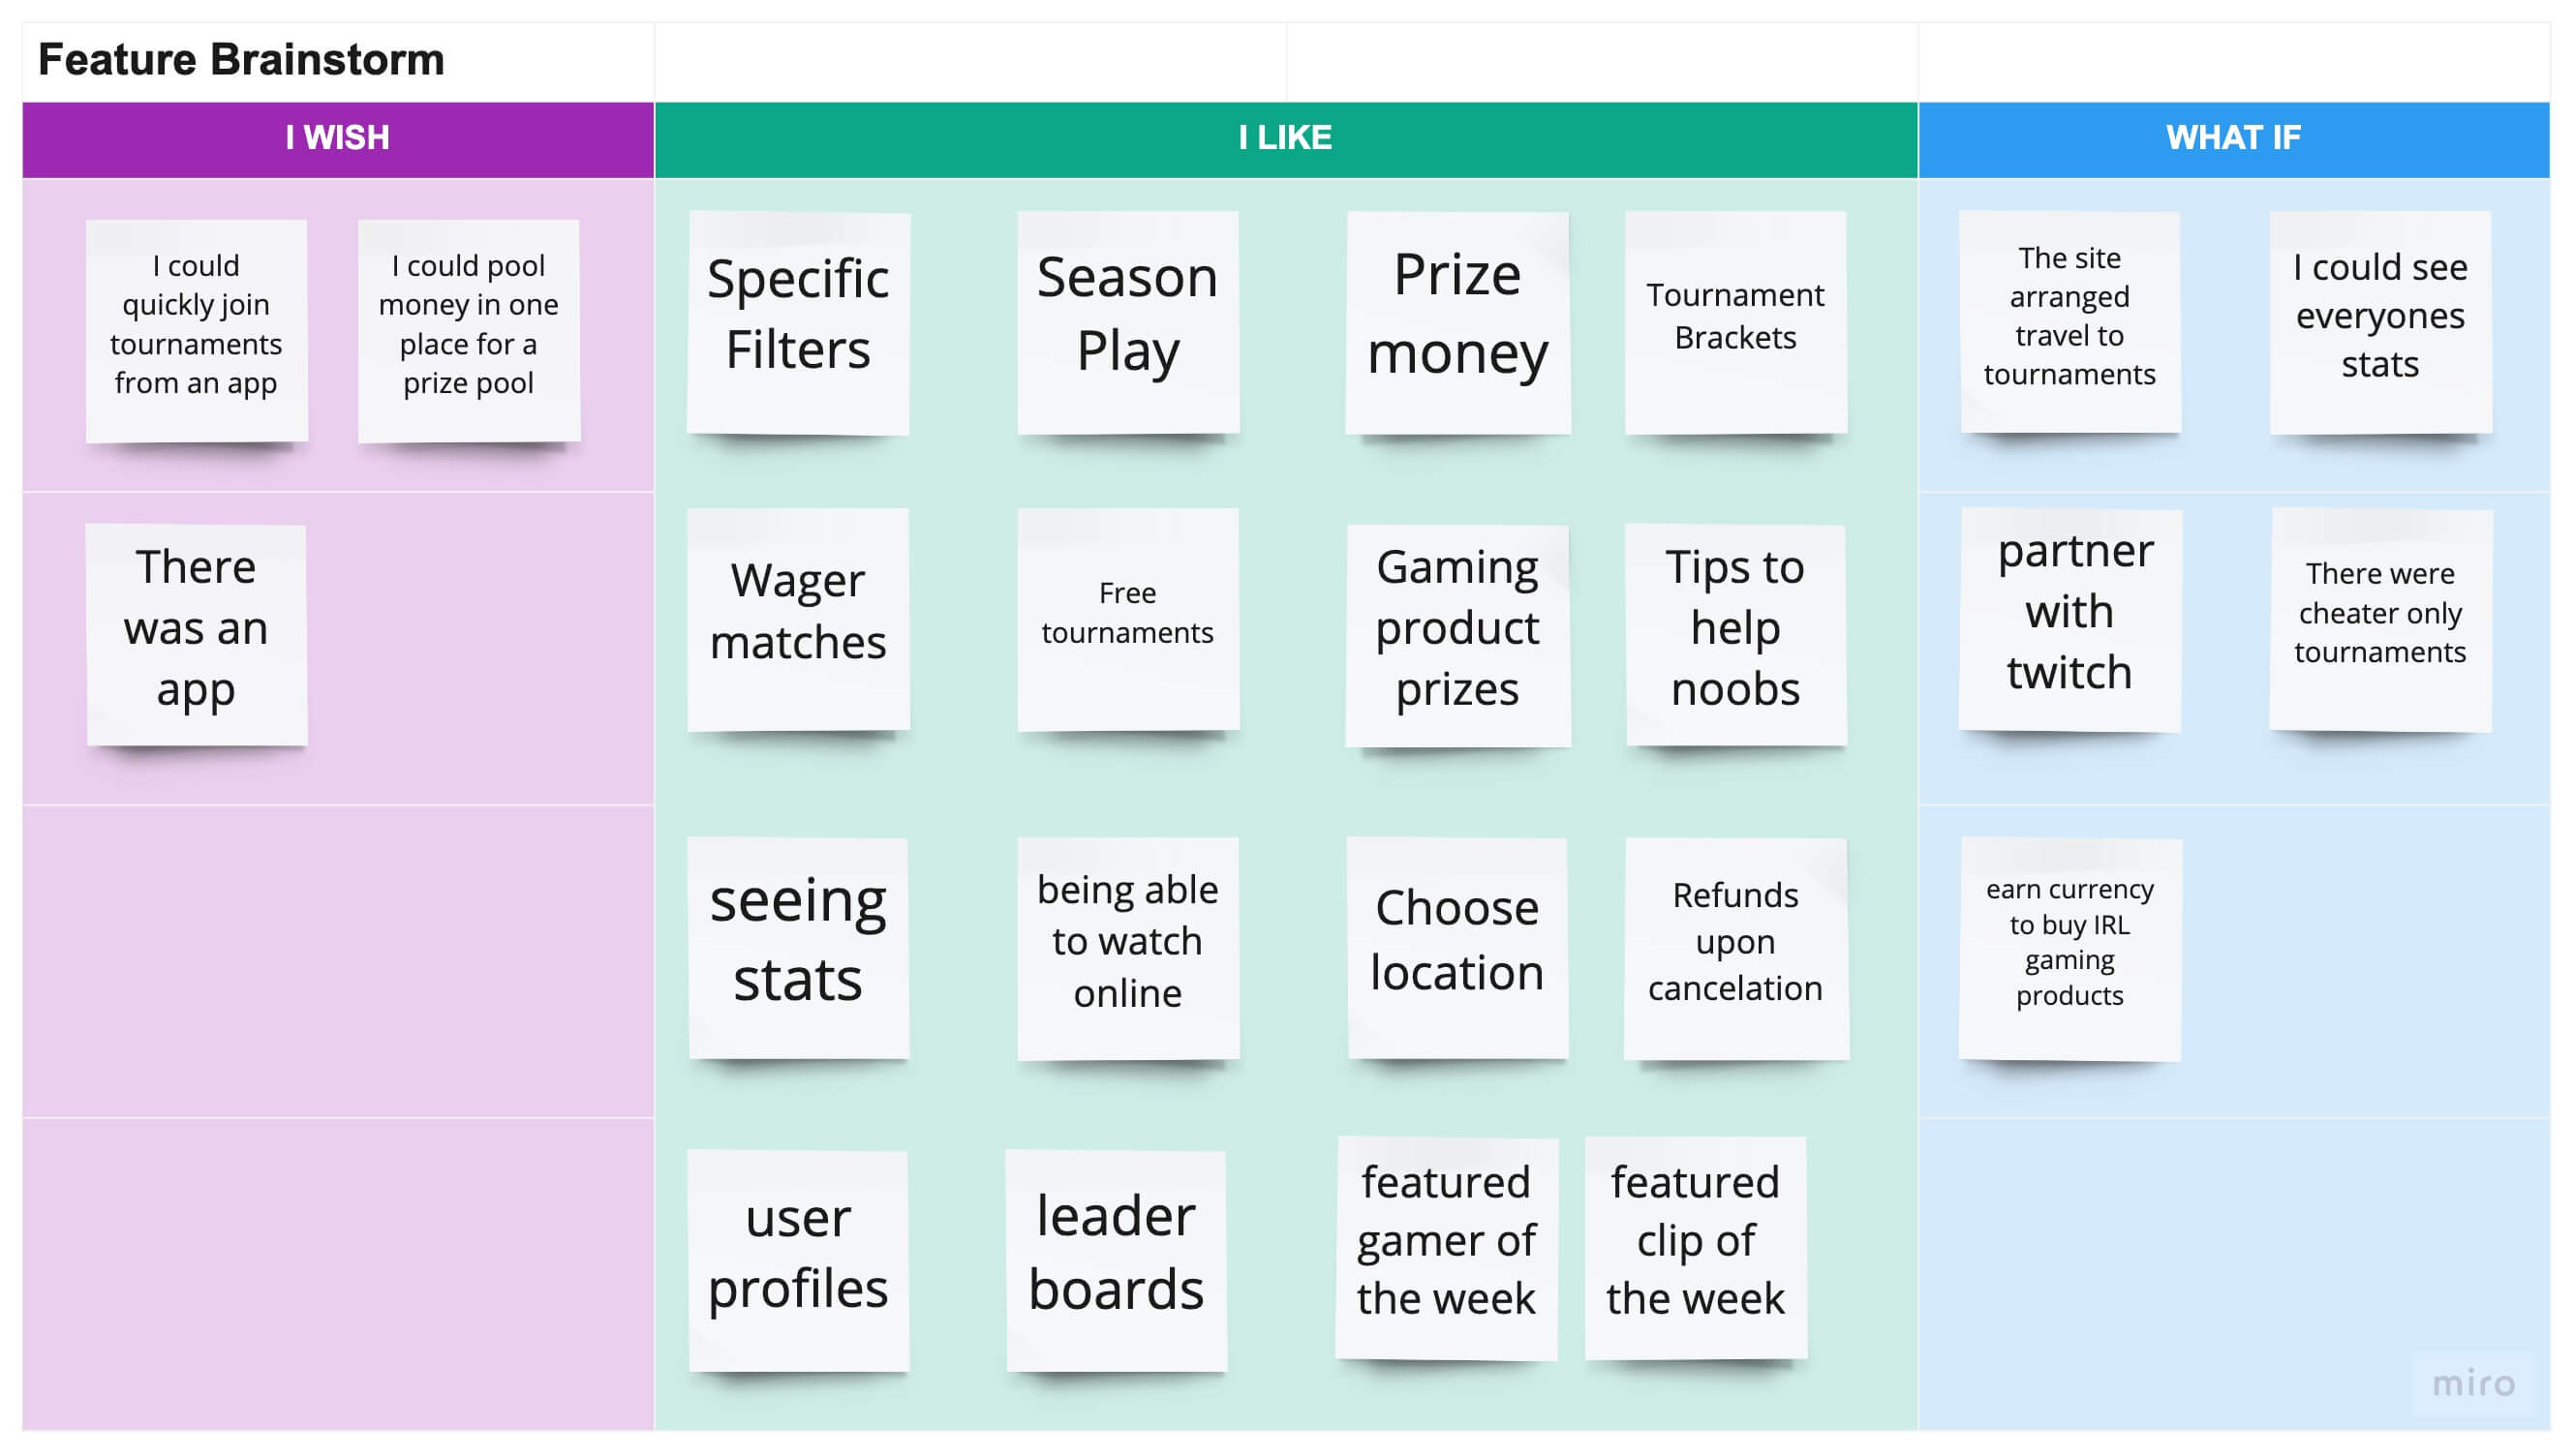 Feature Brainstorm
I WISH
I LIKE
WHAT IF
I could
quickly join
tournaments
from an app
I could pool
money in one
place for a
prize pool
Specific
Filters
Season
Play
Prize
money
Tournament
Brackets
The site
arranged
travel to
tournaments
I could see
everyones
stats
There
was an
app
Wager
matches
Free
tournaments
Gaming
product
prizes
Tips to
help
noobs
partner
with
twitch
There were
cheater only
tournaments
seeing
stats
being able
to watch
online
Choose
location
Refunds
upon
cancelation
earn currency
to buy IRL
gaming
products
user
profiles
leader
boards
featured
gamer of
the week
featured
clip of
the week
miro